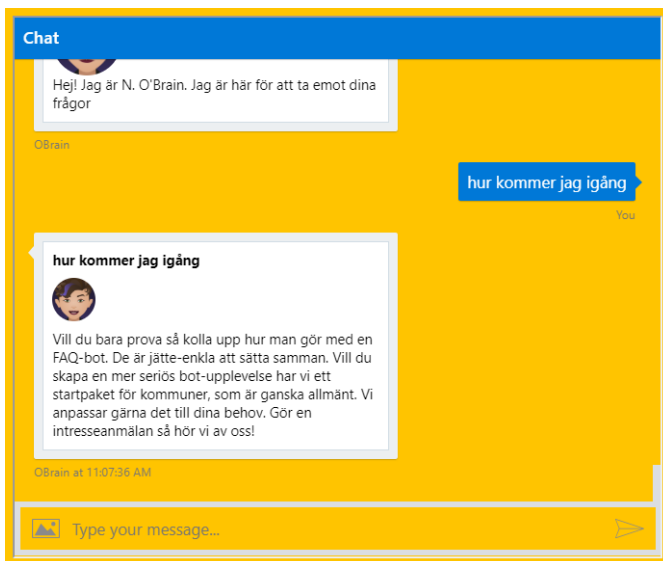 Chat
Hej! Jag är N. O'Brain. Jag är här för att ta emot dina
frågor
OBrain
hur kommer jag igång
You
hur kommer jag igång
Vill du bara prova så kolla upp hur man gör med en
FAQ-bot. De är jätte-enkla att sätta samman. Vill du
skapa en mer seriös bot-upplevelse har vi ett
startpaket för kommuner, som är ganska allmänt. Vi
anpassar gärna det till dina behov. Gör en
intresseanmälan så hör vi av oss!
OBrain at 11:07:36 AM
Type your message...